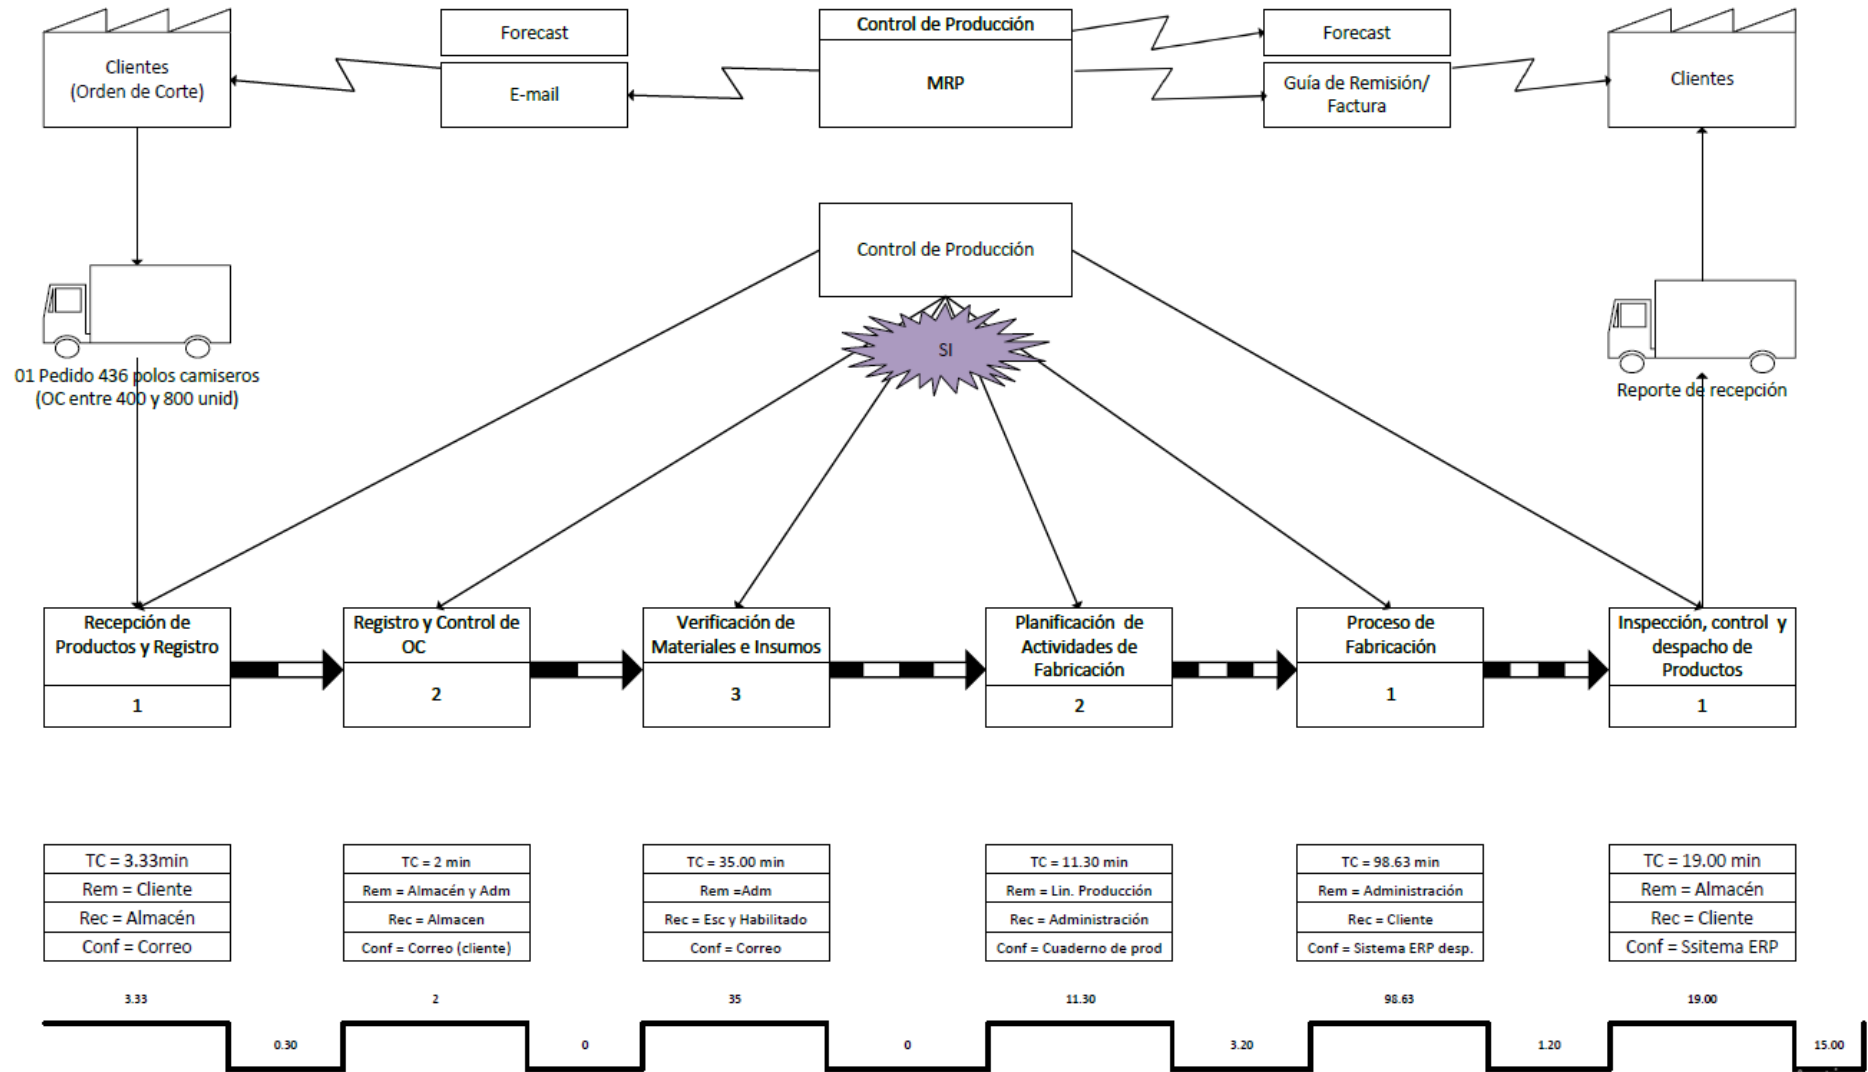 Clientes
(Orden de Corte)
Forecast
E-mail
Control de Producción
MRP
Forecast
Guía de Remisión/
Factura
Clientes
Control de Producción
SI
01 Pedido 436 polos camiseros
(OC entre 400 y 800 unid)
Reporte de recepción
Recepción de
Productos y Registro
1
Registro y Control de
OC
2
Verificación de
Materiales e Insumos
3
Planificación de
Actividades de
Fabricación
2
Proceso de
Fabricación
1
Inspección, control y
despacho de
Productos
1
TC = 3.33min
Rem = Cliente
Rec = Almacén
Conf = Correo
TC = 2 min
Rem = Almacén y Adm
Rec = Almacen
Conf = Correo (cliente)
TC = 35.00 min
Rem =Adm
Rec = Esc y Habilitado
Conf = Correo
TC = 11.30 min
Rem = Lin. Producción
Rec = Administración
Conf = Cuaderno de prod
TC = 98.63 min
Rem = Administración
Rec = Cliente
Conf = Sistema ERP desp.
TC = 19.00 min
Rem = Almacén
Rec = Cliente
Conf = Ssitema ERP
3.33
2
35
11.30
98.63
19.00
0.30
0
0
3.20
1.20
15.00